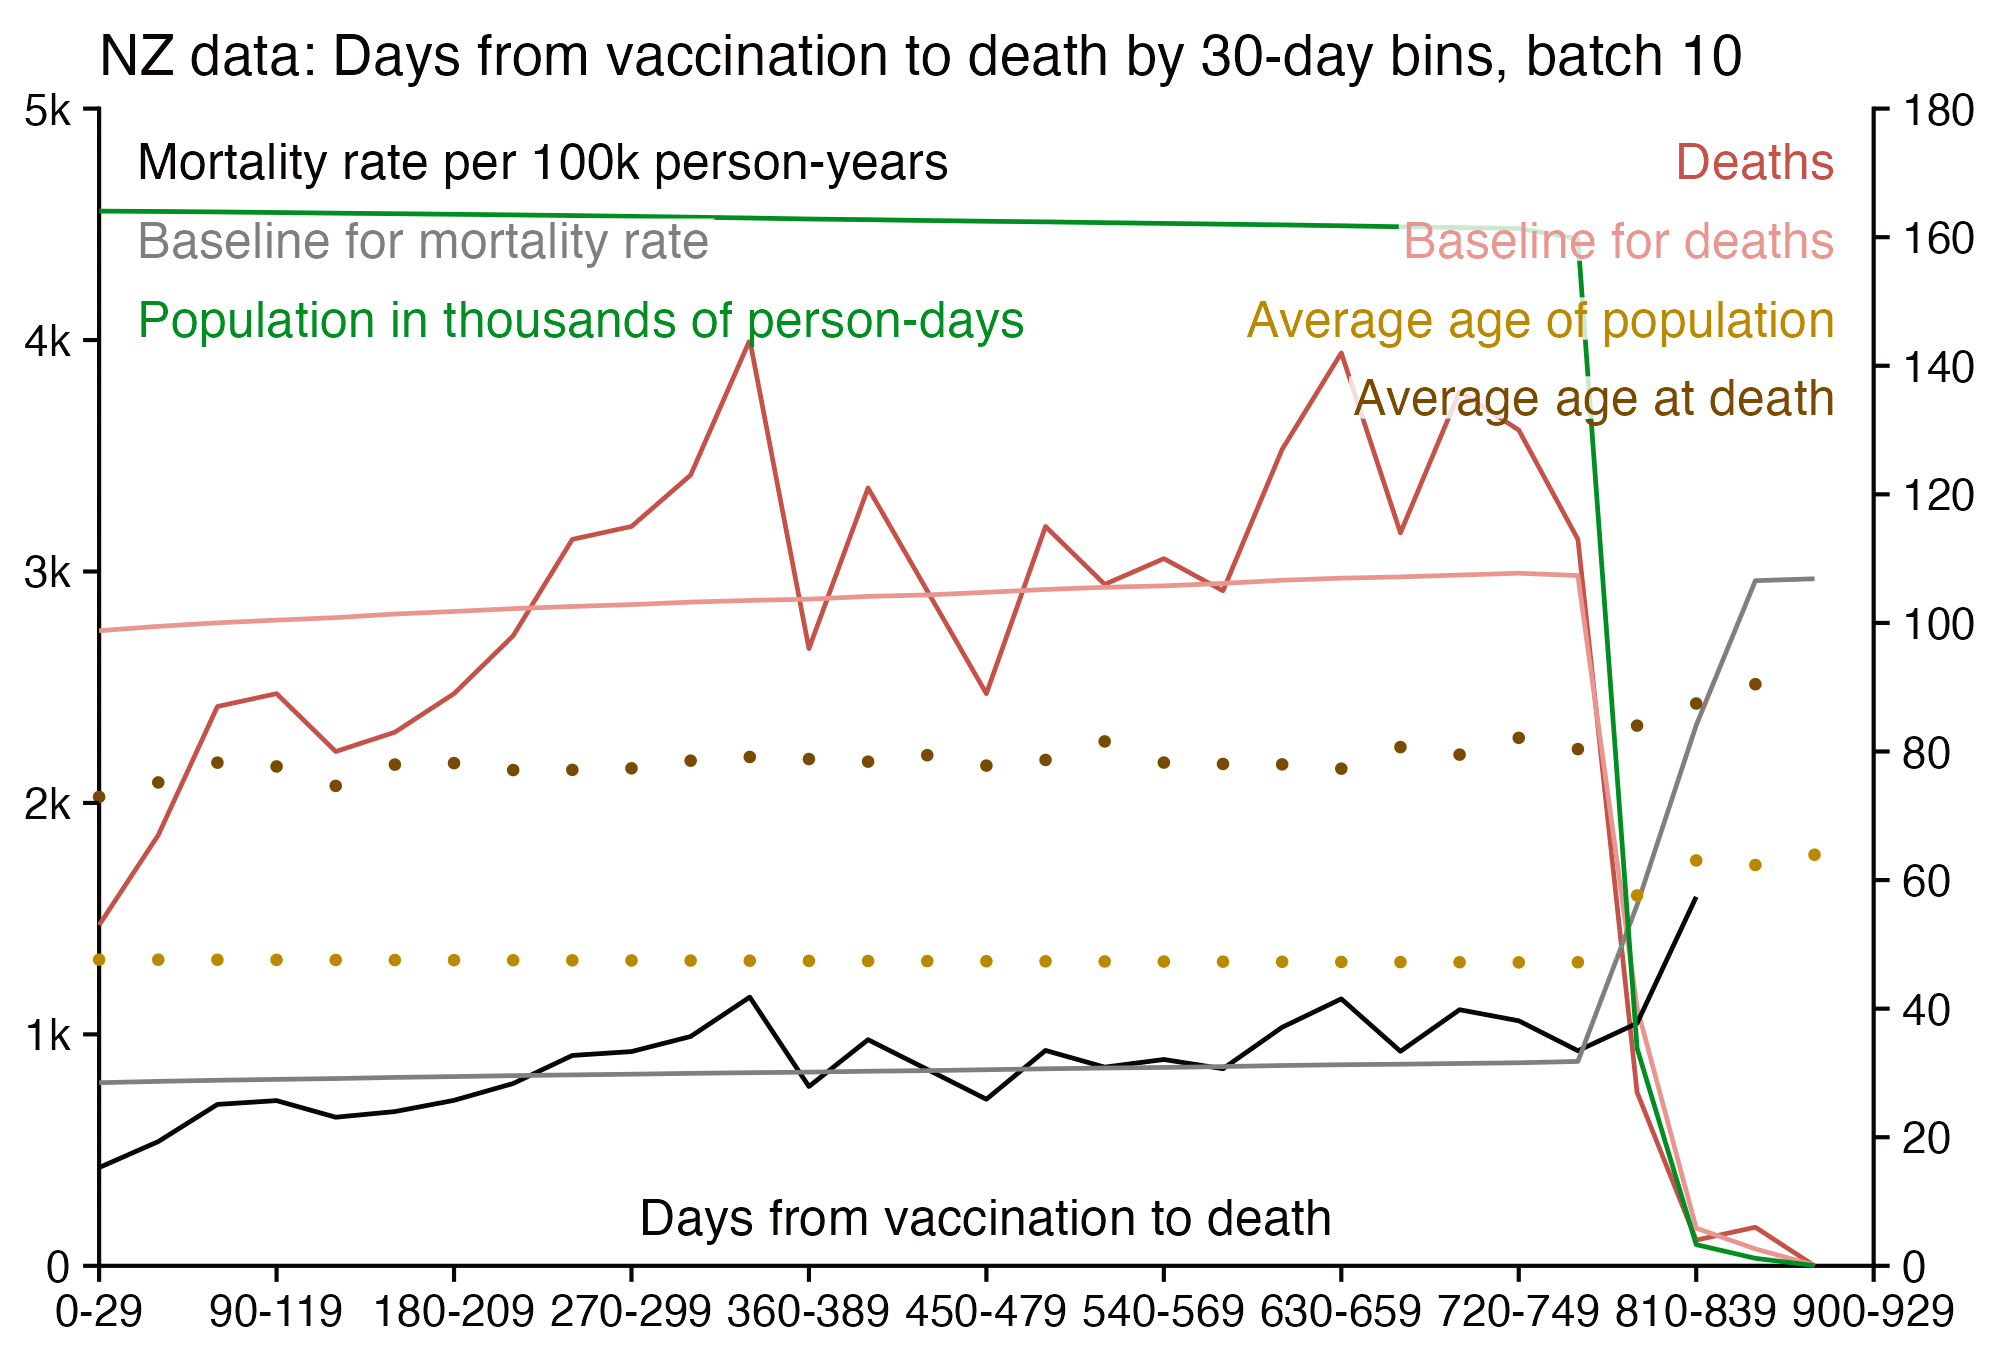 NZ data: Days from vaccination to death by 30-day bins, batch 10
5k
180
Mortality rate per 100k person-years
Deaths
Baseline for mortality rate
Baseline for deaths
160
Population in thousands of person-days
Average age of population
4k
140
Average age at death
120
3k
100
80
2k
60
1k
40
20
Days from vaccination to death
0
0
0-29
90-119
180-209
270-299
360-389
450-479
540-569
630-659
720-749
810-839
900-929